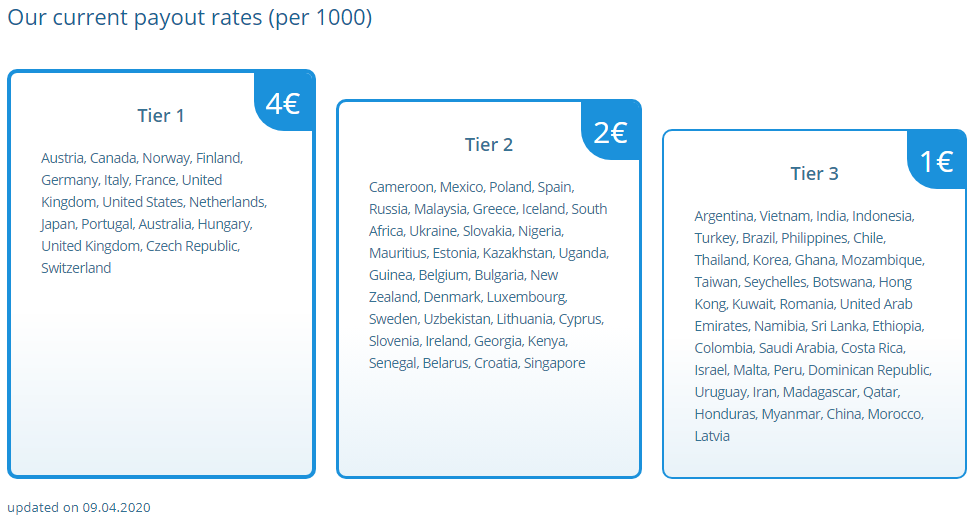 Our current payout rates (per 1000)
4€
Tier 1
Austria, Canada, Norway, Finland,
Germany, Italy, France, United
Kingdom, United States, Netherlands,
Japan, Portugal, Australia, Hungary,
United Kingdom, Czech Republic,
Switzerland
2€
Tier 2
Cameroon, Mexico, Poland, Spain,
Russia, Malaysia, Greece, Iceland, South
Africa, Ukraine, Slovakia, Nigeria,
Mauritius, Estonia, Kazakhstan, Uganda,
Guinea, Belgium, Bulgaria, New
Zealand, Denmark, Luxembourg,
Sweden, Uzbekistan, Lithuania, Cyprus,
Slovenia, Ireland, Georgia, Kenya,
Senegal, Belarus, Croatia, Singapore
1€
Tier 3
Argentina, Vietnam, India, Indonesia,
Turkey, Brazil, Philippines, Chile,
Thailand, Korea, Ghana, Mozambique,
Taiwan, Seychelles, Botswana, Hong
Kong, Kuwait, Romania, United Arab
Emirates, Namibia, Sri Lanka, Ethiopia,
Colombia, Saudi Arabia, Costa Rica,
Israel, Malta, Peru, Dominican Republic,
Uruguay, Iran, Madagascar, Qatar,
Honduras, Myanmar, China, Morocco,
Latvia
updated on 09.04.2020